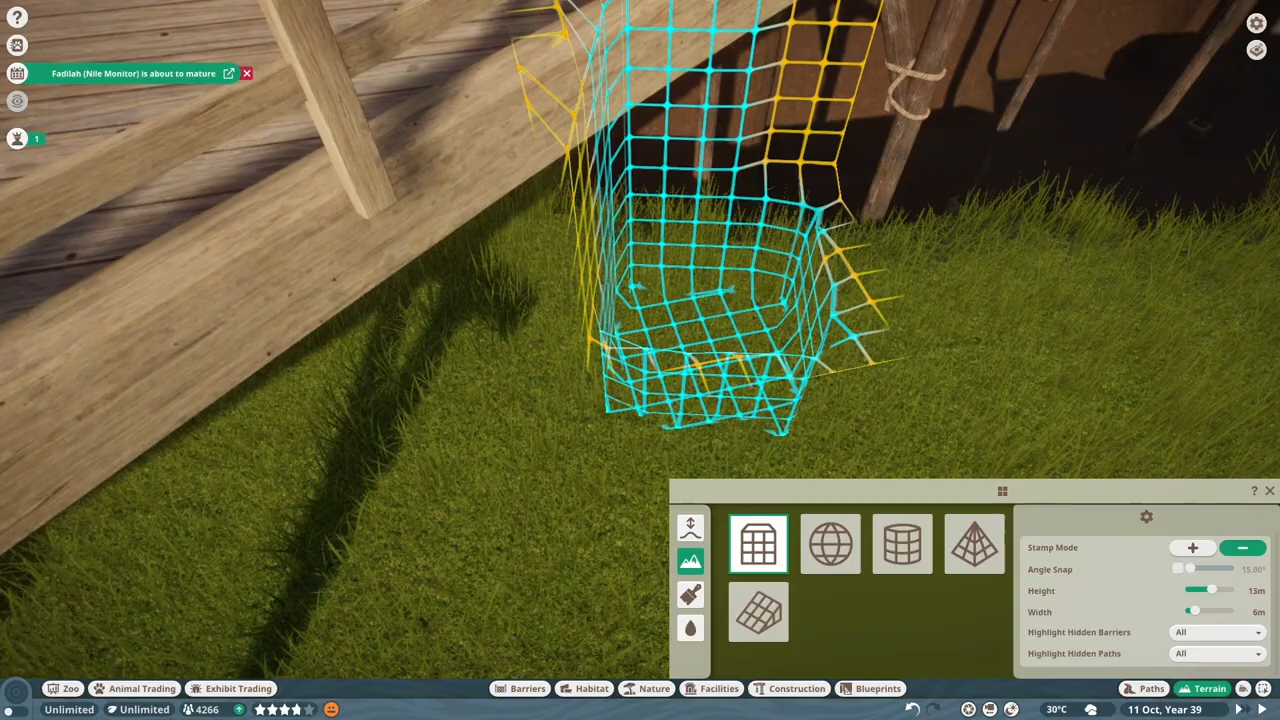 ?
Fadilah (Nile Monitor) is about to mature
1
?
Stamp Mode
Angle Snap 15.00°
Height 13m
Width 6m
Highlight Hidden Barriers All
Highlight Hidden Paths All
Zoo Animal Trading Exhibit Trading Barriers Habitat Nature Facilities Construction Blueprints Paths Terrain
Unlimited Unlimited 4266 30°C 11 Oct, Year 39